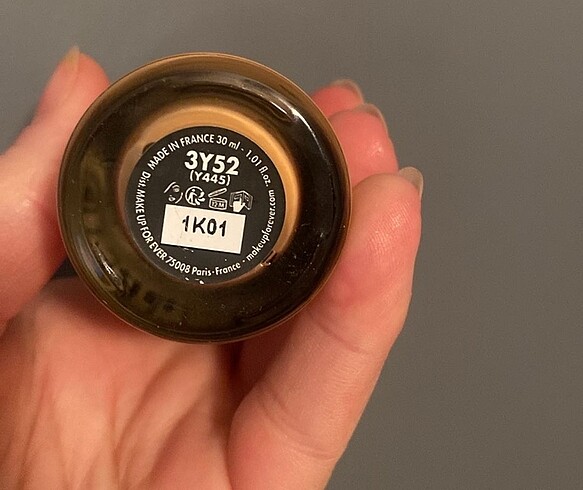 MADE IN FRANCE 30 ml - 1.01 fl.oz.
3Y52
(Y445)
12 M
1K01
Dist. MAKE UP FOR EVER 75008 Paris-France - makeupforever.com